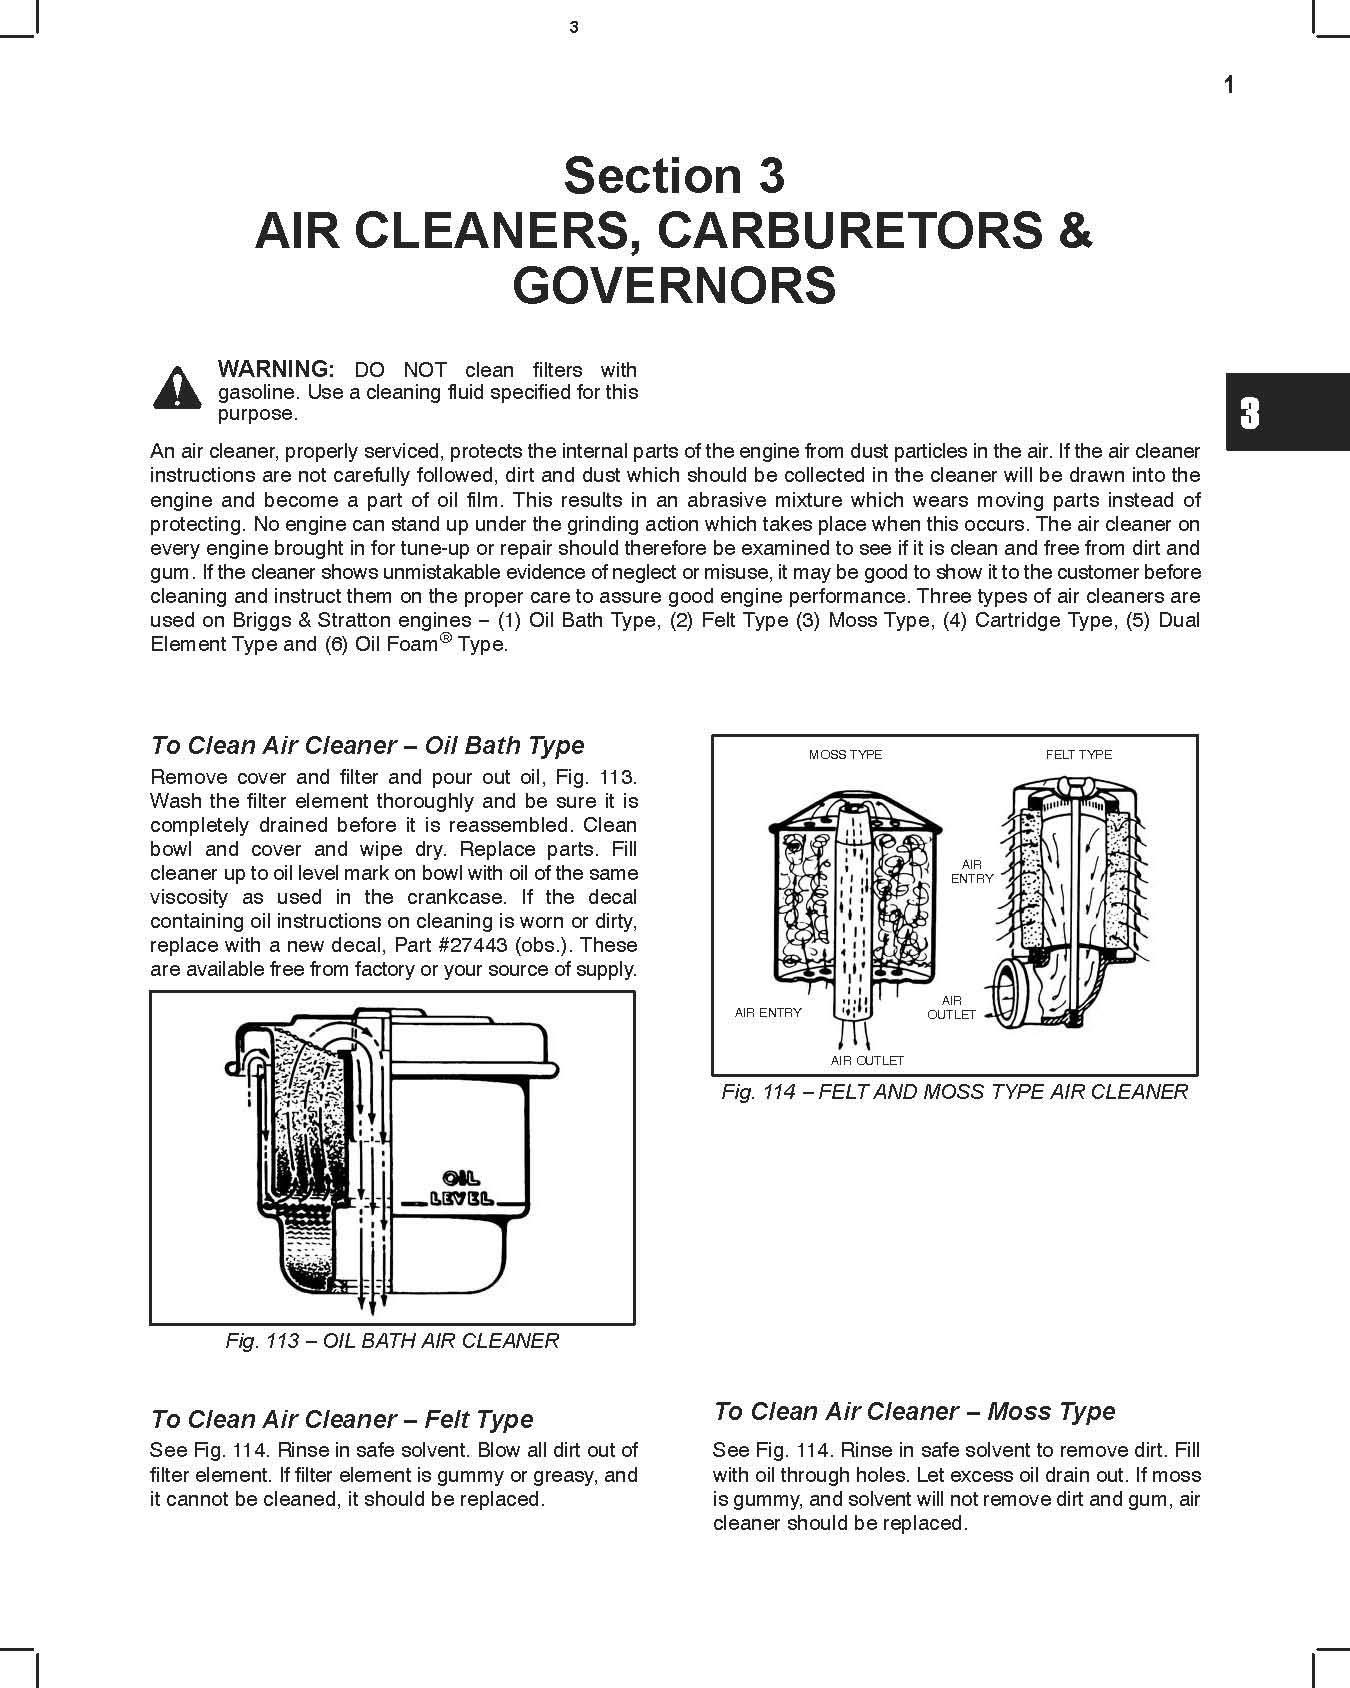 3
1
Section 3
AIR CLEANERS, CARBURETORS &
GOVERNORS
WARNING: DO NOT clean filters with
gasoline. Use a cleaning fluid specified for this
purpose.
3
An air cleaner, properly serviced, protects the internal parts of the engine from dust particles in the air. If the air cleaner
instructions are not carefully followed, dirt and dust which should be collected in the cleaner will be drawn into the
engine and become a part of oil film. This results in an abrasive mixture which wears moving parts instead of
protecting. No engine can stand up under the grinding action which takes place when this occurs. The air cleaner on
every engine brought in for tune-up or repair should therefore be examined to see if it is clean and free from dirt and
gum. If the cleaner shows unmistakable evidence of neglect or misuse, it may be good to show it to the customer before
cleaning and instruct them on the proper care to assure good engine performance. Three types of air cleaners are
used on Briggs & Stratton engines – (1) Oil Bath Type, (2) Felt Type (3) Moss Type, (4) Cartridge Type, (5) Dual
Element Type and (6) Oil Foam® Type.
To Clean Air Cleaner – Oil Bath Type
Remove cover and filter and pour out oil, Fig. 113.
Wash the filter element thoroughly and be sure it is
completely drained before it is reassembled. Clean
bowl and cover and wipe dry. Replace parts. Fill
cleaner up to oil level mark on bowl with oil of the same
viscosity as used in the crankcase. If the decal
containing oil instructions on cleaning is worn or dirty,
replace with a new decal, Part #27443 (obs.). These
are available free from factory or your source of supply.
OIL
LEVEL
Fig. 113 – OIL BATH AIR CLEANER
MOSS TYPE
FELT TYPE
AIR
ENTRY
AIR
OUTLET
AIR ENTRY
AIR OUTLET
Fig. 114 – FELT AND MOSS TYPE AIR CLEANER
To Clean Air Cleaner – Felt Type
See Fig. 114. Rinse in safe solvent. Blow all dirt out of
filter element. If filter element is gummy or greasy, and
it cannot be cleaned, it should be replaced.
To Clean Air Cleaner – Moss Type
See Fig. 114. Rinse in safe solvent to remove dirt. Fill
with oil through holes. Let excess oil drain out. If moss
is gummy, and solvent will not remove dirt and gum, air
cleaner should be replaced.